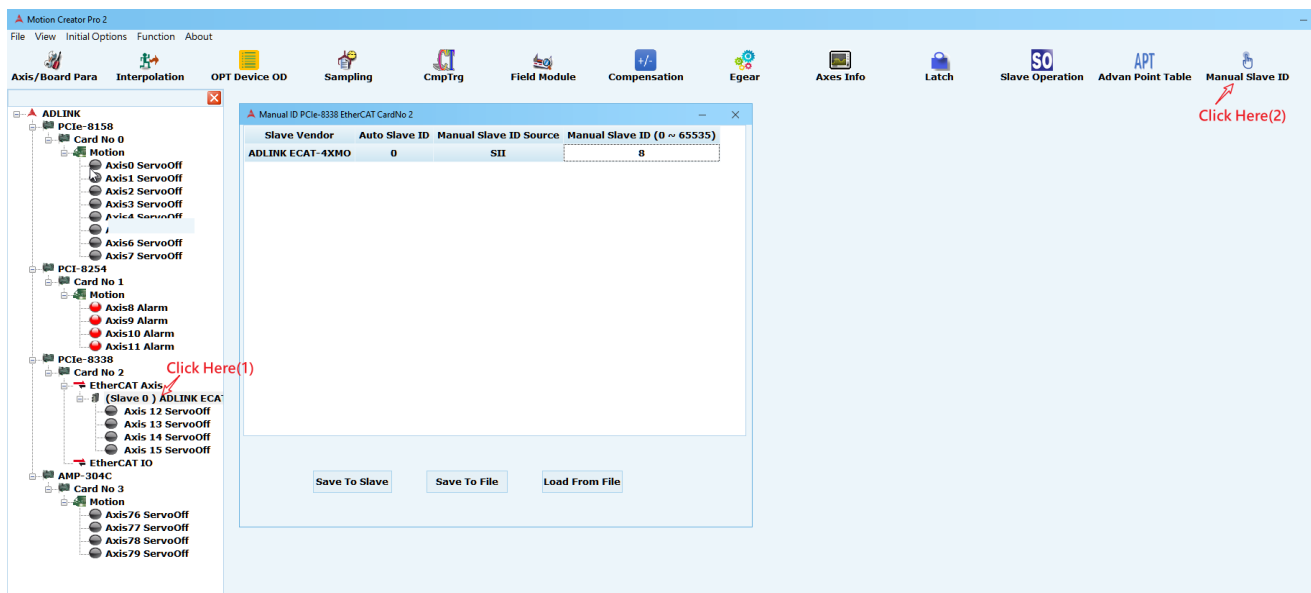 Motion Creator Pro 2
File View Initial Options Function About
Axis/Board Para Interpolation OPT Device OD Sampling CmpTrg Field Module Compensation Egear Axes Info Latch Slave Operation Advan Point Table Manual Slave ID
CT +/- SO APT
Click Here(2)
ADLINK
PCIe-8158
Card No 0
Motion
Axis0 ServoOff
Axis1 ServoOff
Axis2 ServoOff
Axis3 ServoOff
Axis4 ServoOff
Axis6 ServoOff
Axis7 ServoOff
PCI-8254
Card No 1
Motion
Axis8 Alarm
Axis9 Alarm
Axis10 Alarm
Axis11 Alarm
PCIe-8338
Click Here(1)
Card No 2
EtherCAT Axis
(Slave 0 ) ADLINK ECAT
Axis 12 ServoOff
Axis 13 ServoOff
Axis 14 ServoOff
Axis 15 ServoOff
EtherCAT IO
AMP-304C
Card No 3
Motion
Axis76 ServoOff
Axis77 ServoOff
Axis78 ServoOff
Axis79 ServoOff
Manual ID PCIe-8338 EtherCAT CardNo 2
Slave Vendor Auto Slave ID Manual Slave ID Source Manual Slave ID (0 ~ 65535)
ADLINK ECAT-4XMO 0 SII 8
Save To Slave Save To File Load From File